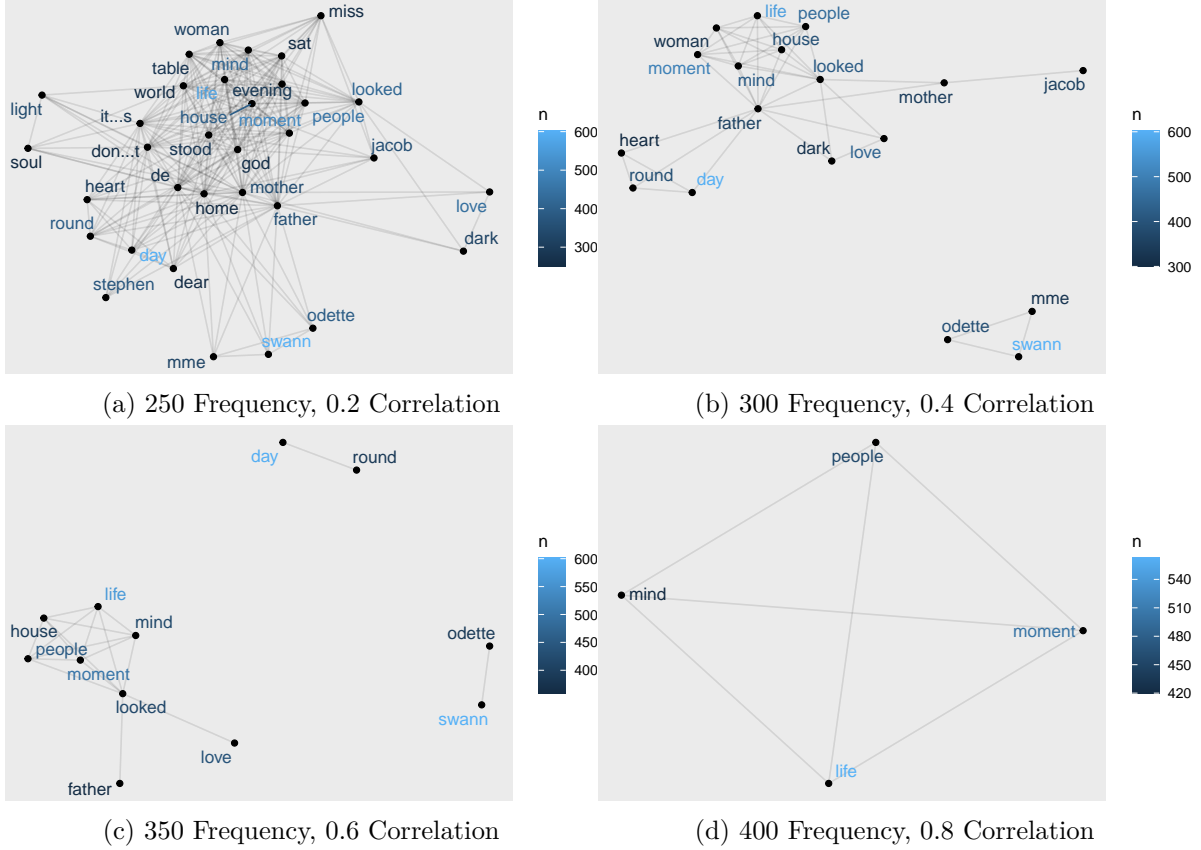 miss
woman
sat
mind
table
n
world
life
evening
looked
600
light
it...s
house
moment
people
500
don...t
stood
jacob
400
soul
god
de
heart
mother
300
home
love
round
father
dark
day
dear
stephen
odette
swann
mme
(a) 250 Frequency, 0.2 Correlation
life
people
woman
house
moment
looked
n
mind
jacob
mother
600
father
heart
dark
love
500
round
day
400
300
mme
odette
swann
(b) 300 Frequency, 0.4 Correlation
day
round
n
600
life
mind
house
odette
500
people
moment
400
looked
swann
love
father
(c) 350 Frequency, 0.6 Correlation
people
n
540
mind
510
moment
480
450
420
life
(d) 400 Frequency, 0.8 Correlation